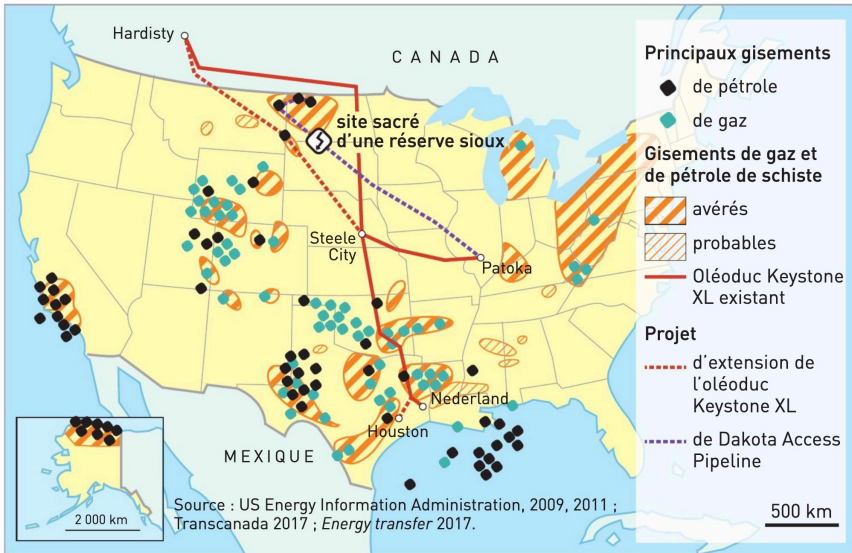 Hardisty
CANADA
site sacré
d'une réserve sioux
Steele
City
Patoka
Nederland
Houston
MEXIQUE
2 000 km
Source : US Energy Information Administration, 2009, 2011 ;
Transcanada 2017 ; Energy transfer 2017.
Principaux gisements
de pétrole
de gaz
Gisements de gaz et
de pétrole de schiste
avérés
probables
Oléoduc Keystone
XL existant
Projet
d'extension de
l'oléoduc
Keystone XL
de Dakota Access
Pipeline
500 km